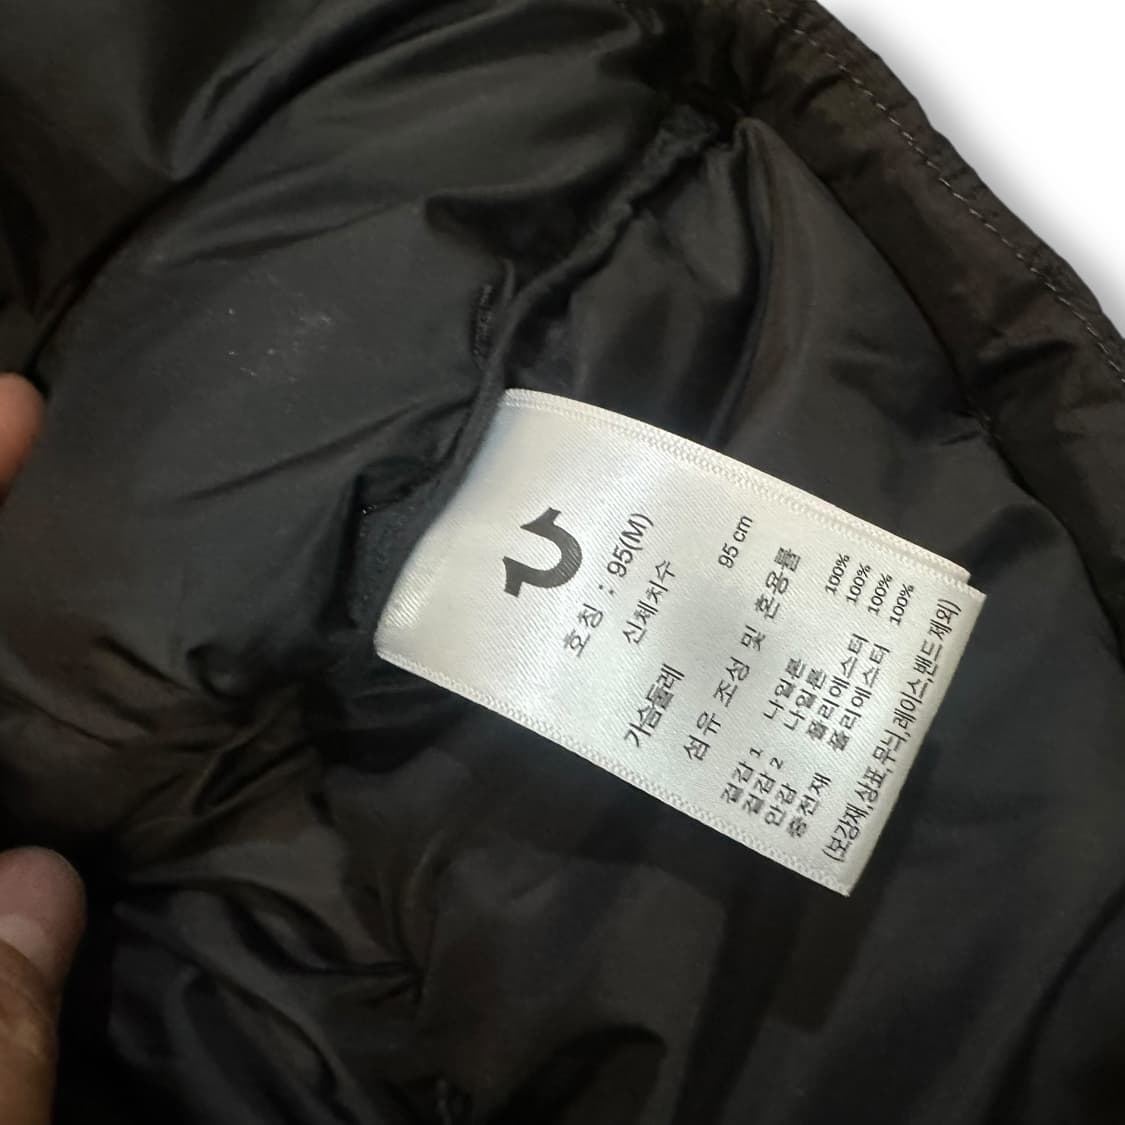 호칭 : 95(M)
신체치수
가슴둘레 95 cm
섬유 조성 및 혼용률
겉감 1 나일론 100%
겉감 2 나일론 100%
안감 폴리에스터 100%
충전재 폴리에스터 100%
(보강재,상표,무늬,레이스,밴드제외)